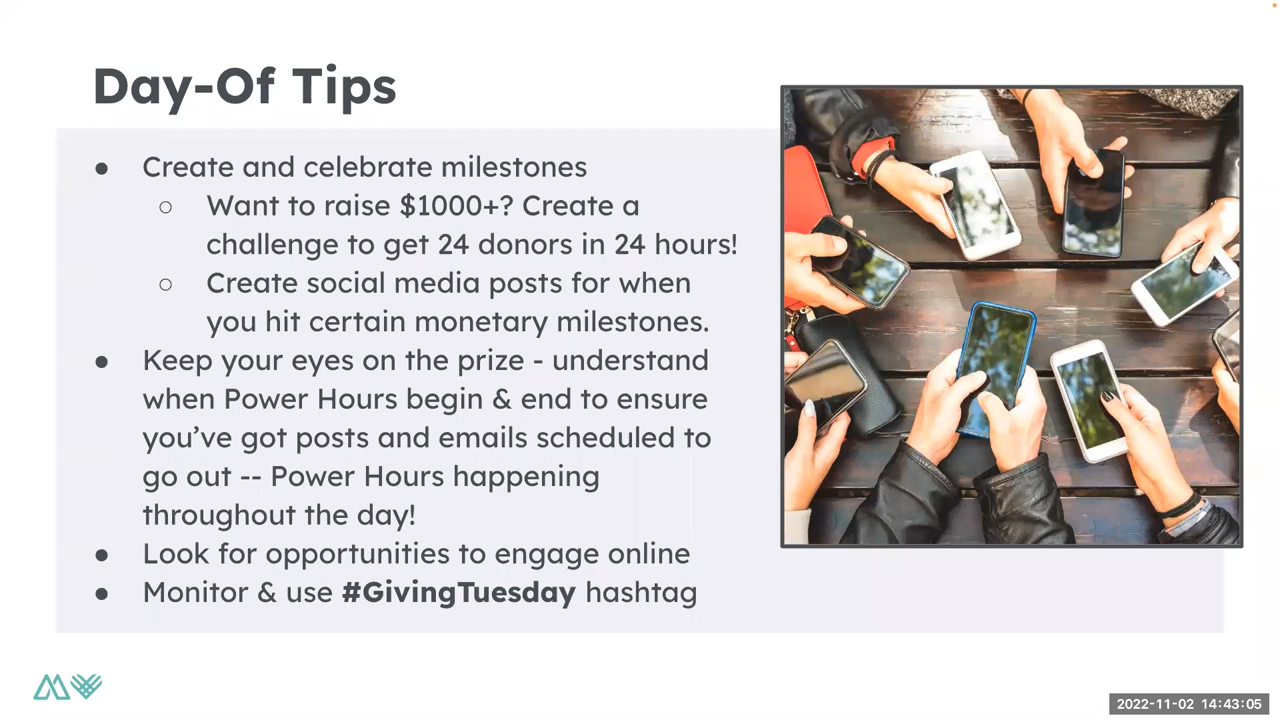 Day-Of Tips
● Create and celebrate milestones
○ Want to raise $1000+? Create a
challenge to get 24 donors in 24 hours!
○ Create social media posts for when
you hit certain monetary milestones.
● Keep your eyes on the prize - understand
when Power Hours begin & end to ensure
you’ve got posts and emails scheduled to
go out -- Power Hours happening
throughout the day!
● Look for opportunities to engage online
● Monitor & use #GivingTuesday hashtag
2022-11-02 14:43:05